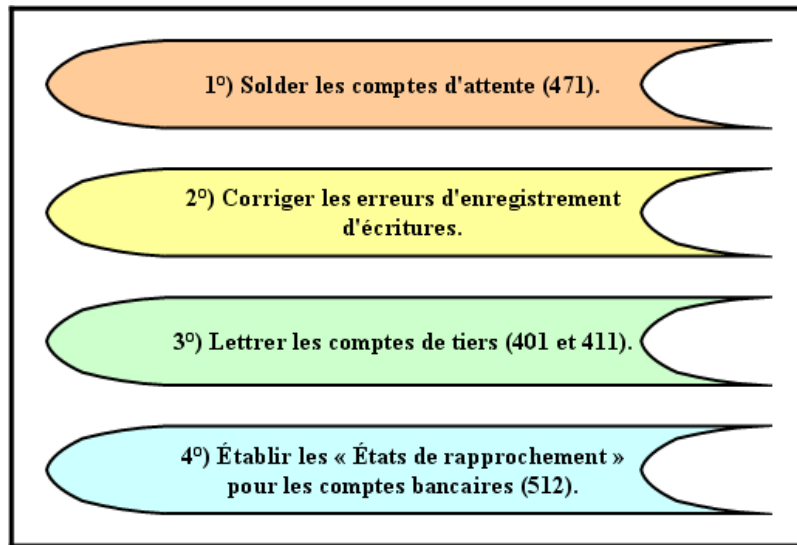 1°) Solder les comptes d'attente (471).
2°) Corriger les erreurs d'enregistrement
d'écritures.
3°) Lettrer les comptes de tiers (401 et 411).
4°) Établir les « États de rapprochement »
pour les comptes bancaires (512).